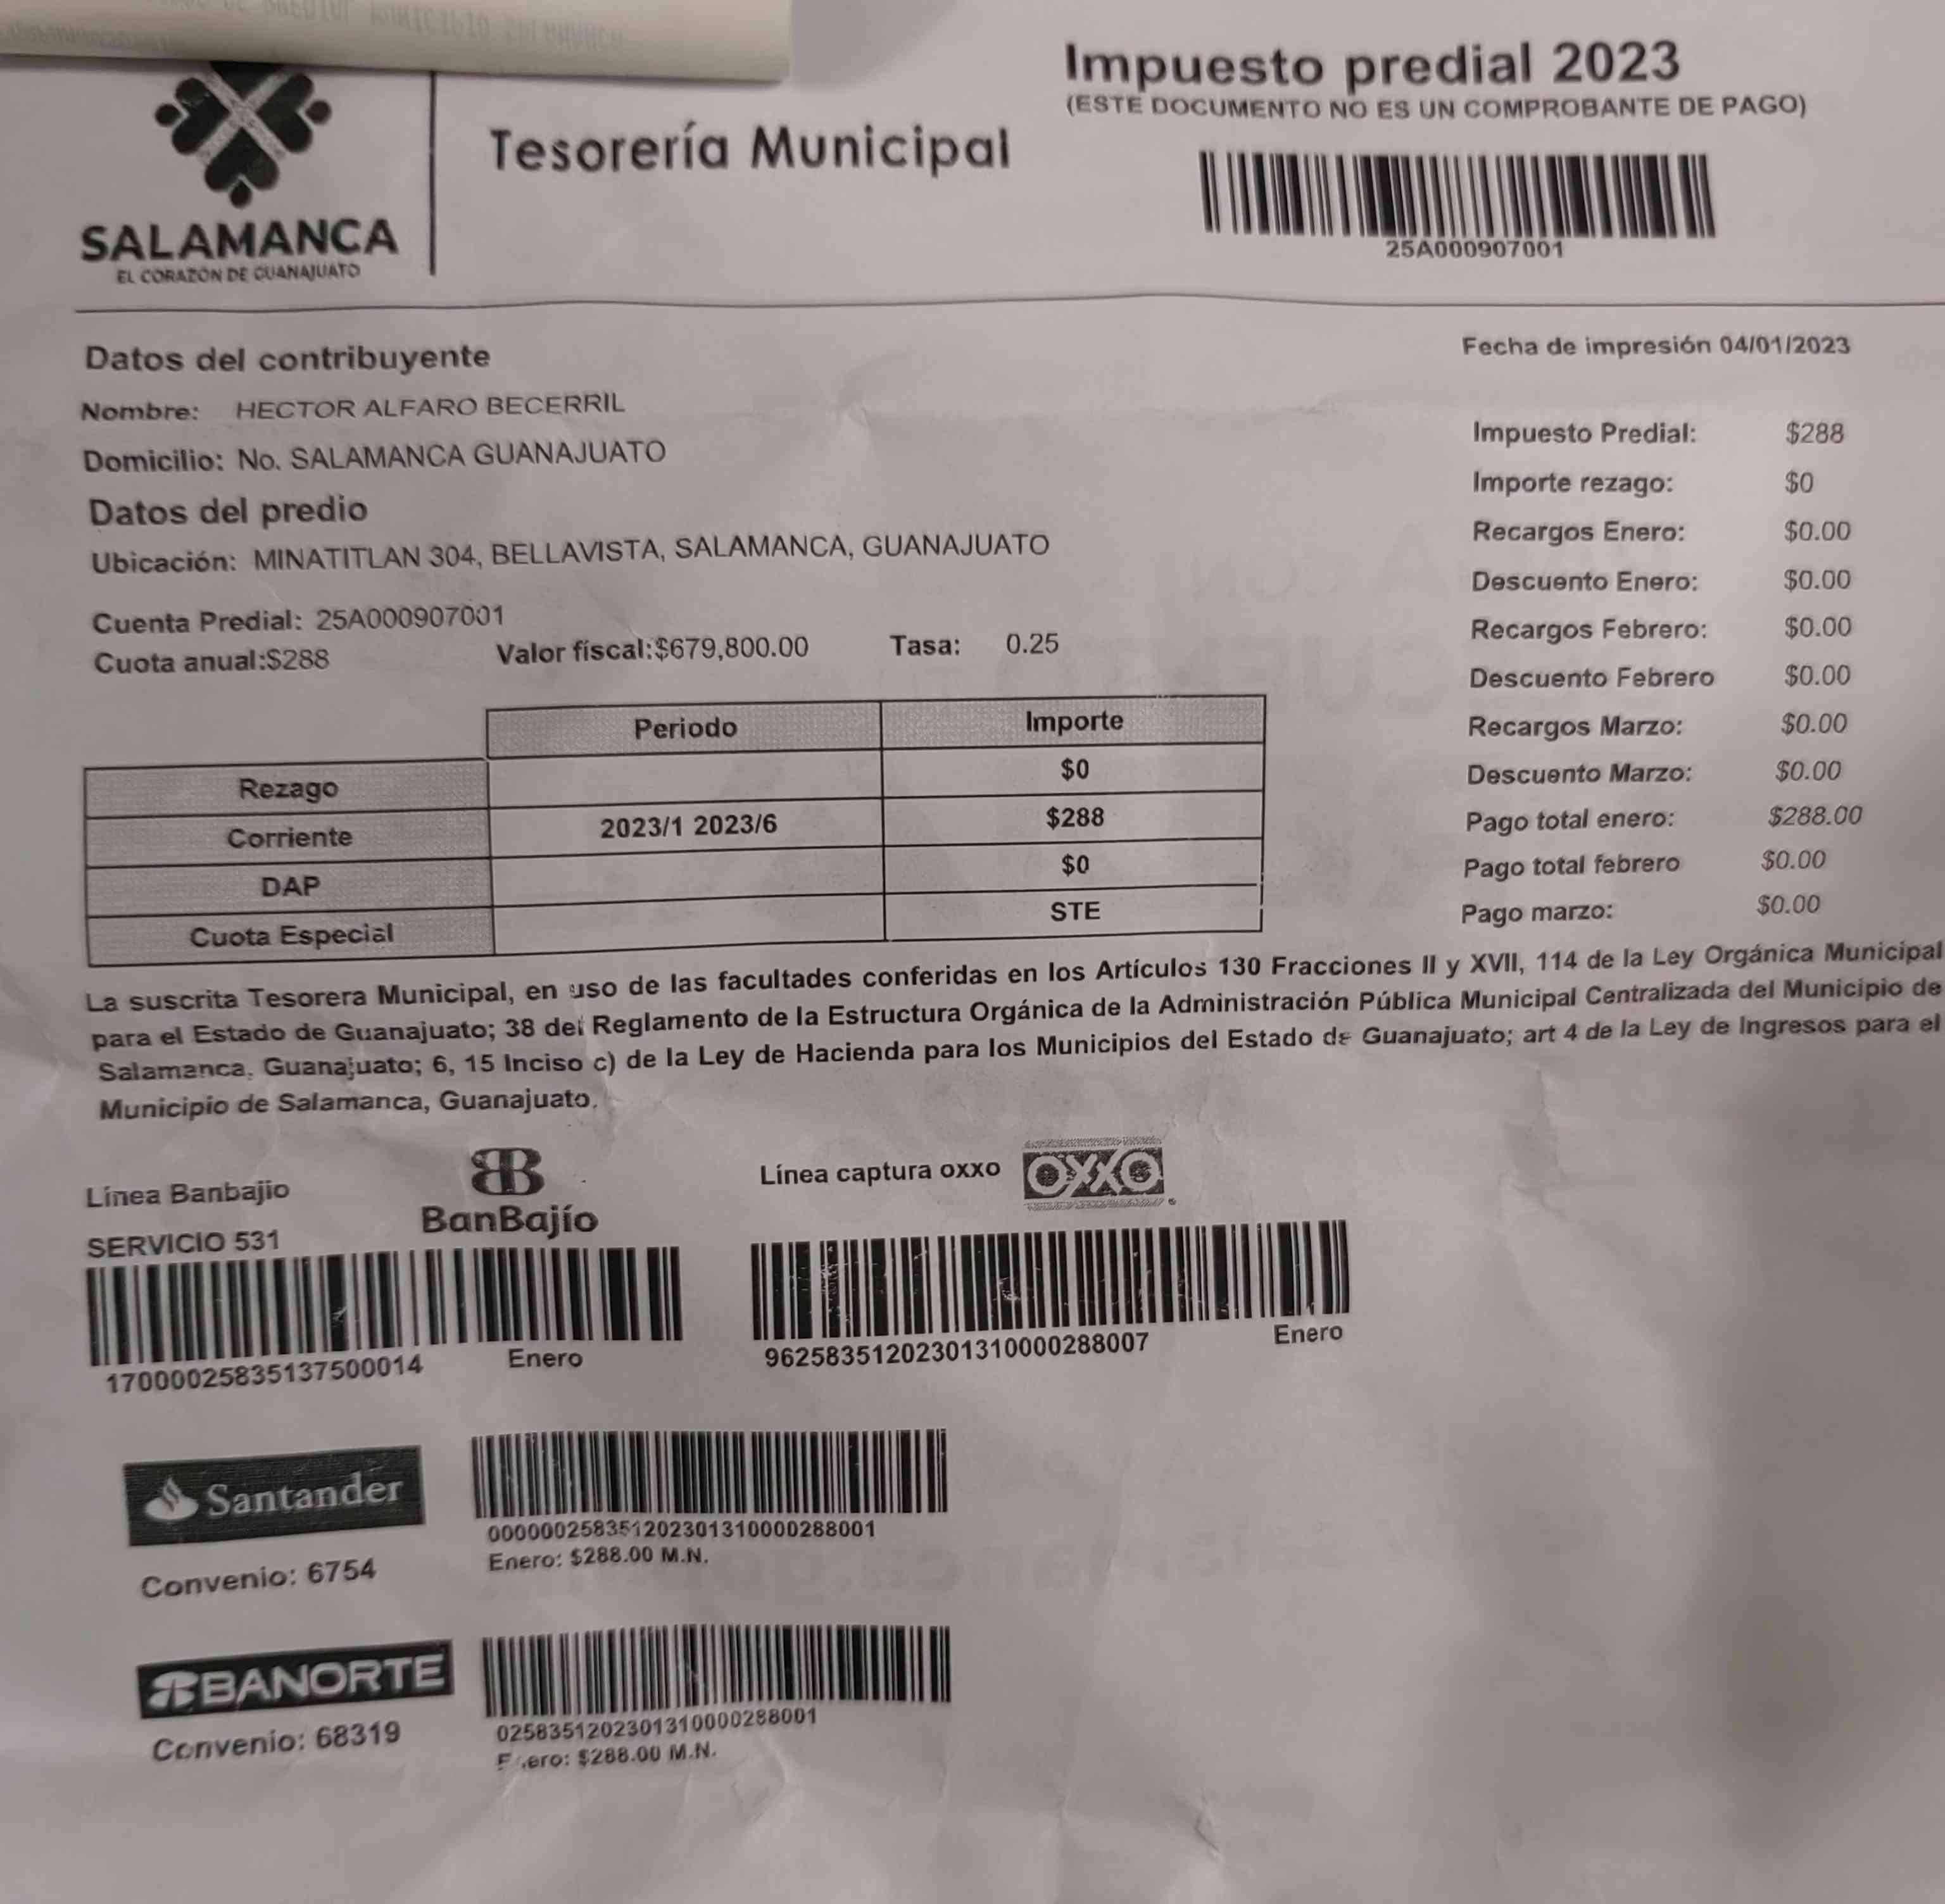 Impuesto predial 2023
(ESTE DOCUMENTO NO ES UN COMPROBANTE DE PAGO)
Tesorería Municipal
25A000907001
SALAMANCA
EL CORAZÓN DE GUANAJUATO
Fecha de impresión 04/01/2023
Datos del contribuyente
Nombre: HECTOR ALFARO BECERRIL
Domicilio: No. SALAMANCA GUANAJUATO
Datos del predio
Ubicación: MINATITLAN 304, BELLAVISTA, SALAMANCA, GUANAJUATO
Cuenta Predial: 25A000907001
Cuota anual:$288 Valor físcal:$679,800.00 Tasa: 0.25
Periodo Importe
Rezago $0
Corriente 2023/1 2023/6 $288
DAP $0
Cuota Especial STE
Impuesto Predial: $288
Importe rezago: $0
Recargos Enero: $0.00
Descuento Enero: $0.00
Recargos Febrero: $0.00
Descuento Febrero $0.00
Recargos Marzo: $0.00
Descuento Marzo: $0.00
Pago total enero: $288.00
Pago total febrero $0.00
Pago marzo: $0.00
La suscrita Tesorera Municipal, en uso de las facultades conferidas en los Artículos 130 Fracciones II y XVII, 114 de la Ley Orgánica Municipal
para el Estado de Guanajuato; 38 del Reglamento de la Estructura Orgánica de la Administración Pública Municipal Centralizada del Municipio de
Salamanca, Guanajuato; 6, 15 Inciso c) de la Ley de Hacienda para los Municipios del Estado de Guanajuato; art 4 de la Ley de Ingresos para el
Municipio de Salamanca, Guanajuato.
Línea Banbajio
BanBajío
SERVICIO 531
17000025835137500014 Enero
Línea captura oxxo OXXO
96258351202301310000288007 Enero
Santander
Convenio: 6754
000000258351202301310000288001
Enero: $288.00 M.N.
BANORTE
Convenio: 68319
0258351202301310000288001
Enero: $288.00 M.N.